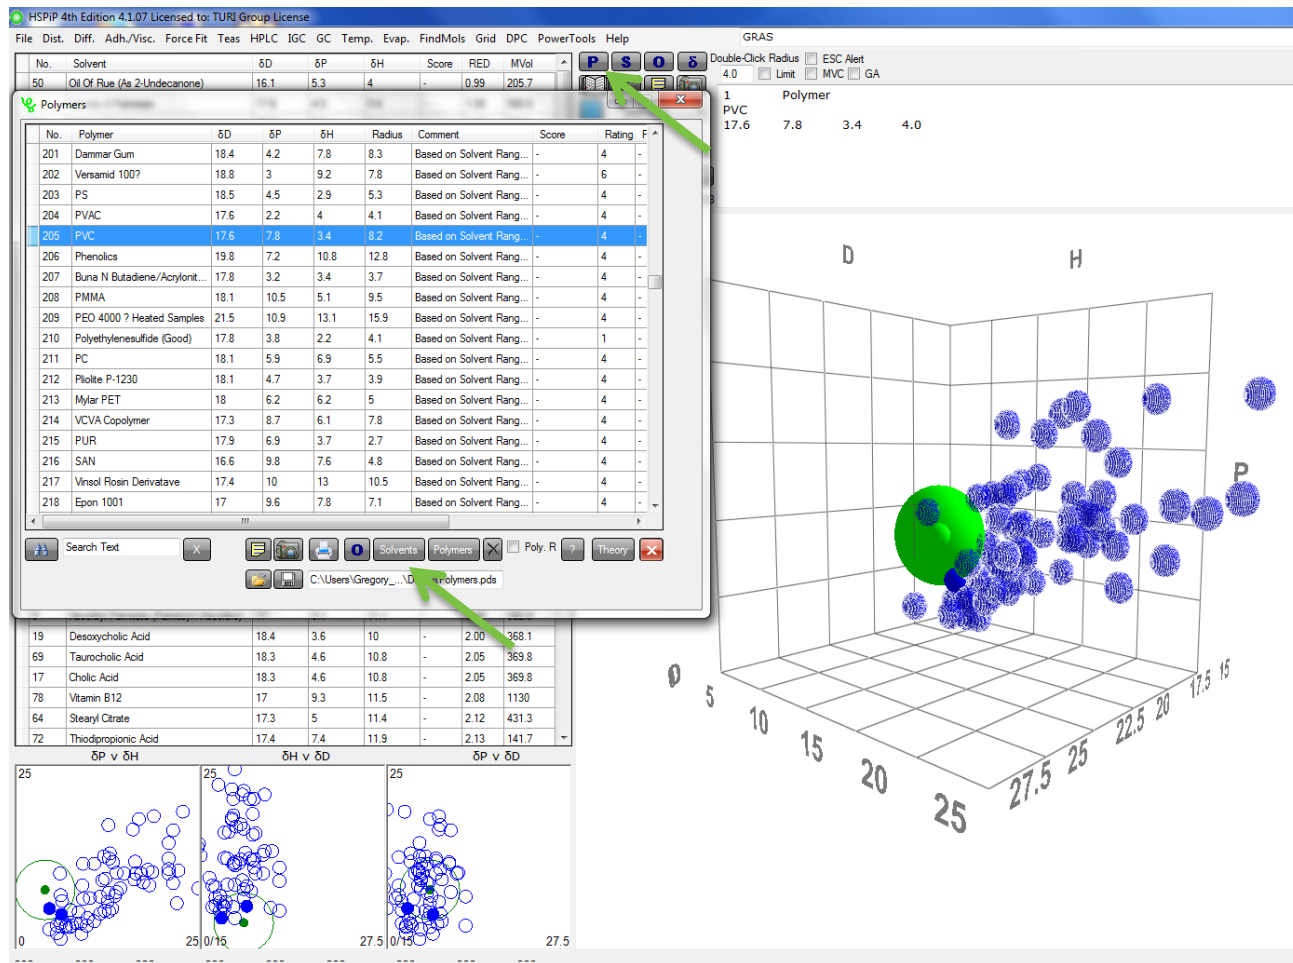 HSPiP 4th Edition 4.1.07 Licensed to: TURI Group License
File Dist. Diff. Adh./Visc. Force Fit Teas HPLC IGC GC Temp. Evap. FindMols Grid DPC PowerTools Help GRAS
No. Solvent δD δP δH Score RED MVol
50 Oil Of Rue (As 2-Undecanone) 16.1 5.3 4 - 0.99 205.7
P S O δ
Double-Click Radius ESC Alert
4.0 Limit MVC GA
1 Polymer
PVC
17.6 7.8 3.4 4.0
Polymers
No. Polymer δD δP δH Radius Comment Score Rating F
201 Dammar Gum 18.4 4.2 7.8 8.3 Based on Solvent Rang... - 4 -
202 Versamid 100? 18.8 3 9.2 7.8 Based on Solvent Rang... - 6 -
203 PS 18.5 4.5 2.9 5.3 Based on Solvent Rang... - 4 -
204 PVAC 17.6 2.2 4 4.1 Based on Solvent Rang... - 4 -
205 PVC 17.6 7.8 3.4 8.2 Based on Solvent Rang... - 4 -
206 Phenolics 19.8 7.2 10.8 12.8 Based on Solvent Rang... - 4 -
207 Buna N Butadiene/Acrylonit... 17.8 3.2 3.4 3.7 Based on Solvent Rang... - 4 -
208 PMMA 18.1 10.5 5.1 9.5 Based on Solvent Rang... - 4 -
209 PEO 4000 ? Heated Samples 21.5 10.9 13.1 15.9 Based on Solvent Rang... - 4 -
210 Polyethylenesulfide (Good) 17.8 3.8 2.2 4.1 Based on Solvent Rang... - 1 -
211 PC 18.1 5.9 6.9 5.5 Based on Solvent Rang... - 4 -
212 Pliolite P-1230 18.1 4.7 3.7 3.9 Based on Solvent Rang... - 4 -
213 Mylar PET 18 6.2 6.2 5 Based on Solvent Rang... - 4 -
214 VCVA Copolymer 17.3 8.7 6.1 7.8 Based on Solvent Rang... - 4 -
215 PUR 17.9 6.9 3.7 2.7 Based on Solvent Rang... - 4 -
216 SAN 16.6 9.8 7.6 4.8 Based on Solvent Rang... - 4 -
217 Vinsol Rosin Derivatave 17.4 10 13 10.5 Based on Solvent Rang... - 4 -
218 Epon 1001 17 9.6 7.8 7.1 Based on Solvent Rang... - 4 -
Search Text X O Solvents Polymers X Poly. R ? Theory X
C:\Users\Gregory_...\D Polymers.pds
19 Desoxycholic Acid 18.4 3.6 10 - 2.00 368.1
69 Taurocholic Acid 18.3 4.6 10.8 - 2.05 369.8
17 Cholic Acid 18.3 4.6 10.8 - 2.05 369.8
78 Vitamin B12 17 9.3 11.5 - 2.08 1130
64 Stearyl Citrate 17.3 5 11.4 - 2.12 431.3
72 Thiodipropionic Acid 17.4 7.4 11.9 - 2.13 141.7
δP v δH δH v δD δP v δD
25 25 25
0 25 0/15 27.5 0/15 27.5
D H P
0 5 10 15 20 25
27.5 25 22.5 20 17.5 15